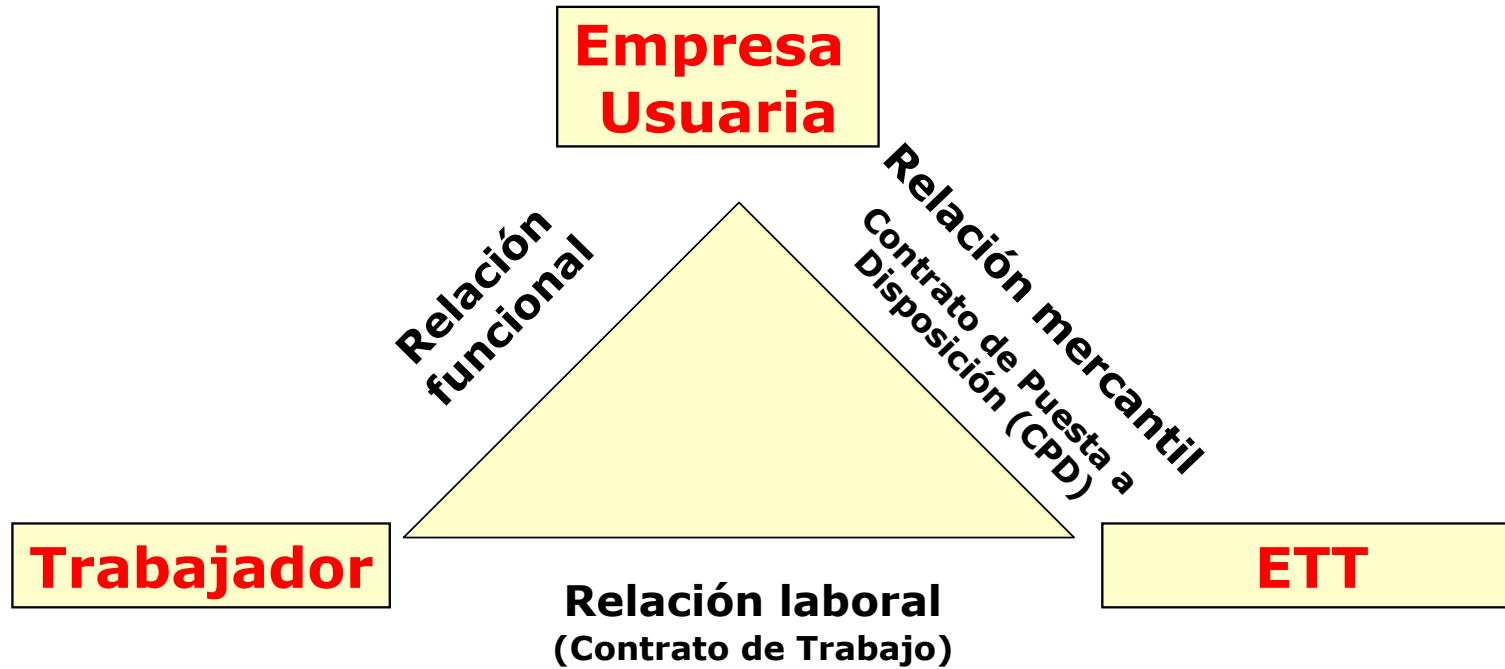 Empresa
Usuaria
Relación
funcional
Relación mercantil
Contrato de Puesta a
Disposición (CPD)
Trabajador
ETT
Relación laboral
(Contrato de Trabajo)